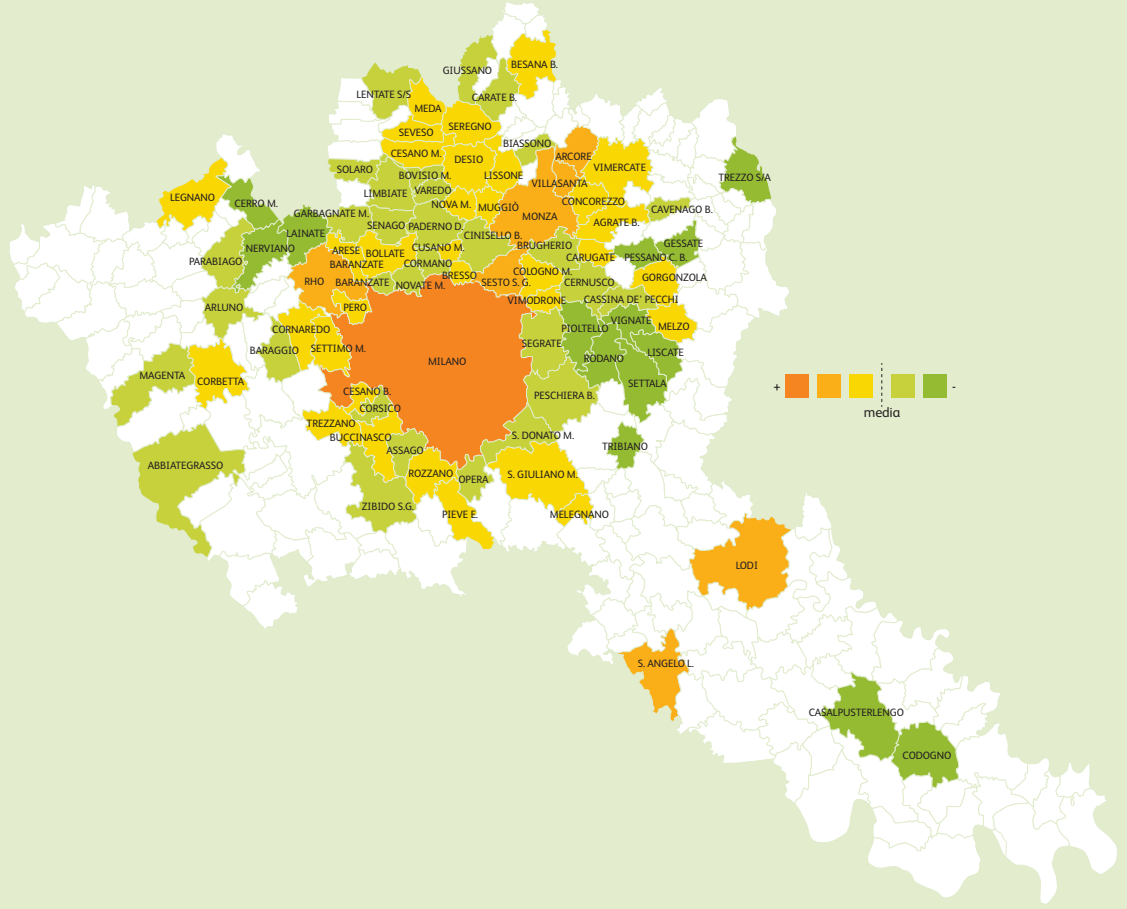 BESANA B.
GIUSSANO
LENTATE S/S
CARATE B.
MEDA
SEREGNO
SEVESO
BIASSONO
CESANO M.
DESIO
ARCORE
SOLARO
VIMERCATE
BOVISIO M.
LISSONE
TREZZO S/A
VILLASANTA
LIMBIATE
VAREDO
LEGNANO
CERRO M.
NOVA M.
MUGGIÒ
CONCOREZZO
CAVENAGO B.
GARBAGNATE M.
MONZA
AGRATE B.
SENAGO
PADERNO D.
LAINATE
CINISELLO B.
NERVIANO
CUSANO M.
BRUGHERIO
GESSATE
ARESE
BOLLATE
CARUGATE
PESSANO C. B.
PARABIAGO
BARANZATE
CORMANO
BRESSO
COLOGNO M.
GORGONZOLA
RHO
BARANZATE
NOVATE M.
SESTO S. G.
CERNUSCO
ARLUNO
PERO
VIMODRONE
CASSINA DE' PECCHI
CORNAREDO
PIOLTELLO
VIGNATE
MELZO
BARAGGIO
SETTIMO M.
SEGRATE
LISCATE
MILANO
RODANO
MAGENTA
CORBETTA
SETTALA
CESANO B.
PESCHIERA B.
+
-
media
CORSICO
TREZZANO
BUCCINASCO
S. DONATO M.
TRIBIANO
ASSAGO
ABBIATEGRASSO
ROZZANO
OPERA
S. GIULIANO M.
ZIBIDO S.G.
PIEVE E.
MELEGNANO
LODI
S. ANGELO L.
CASALPUSTERLENGO
CODOGNO